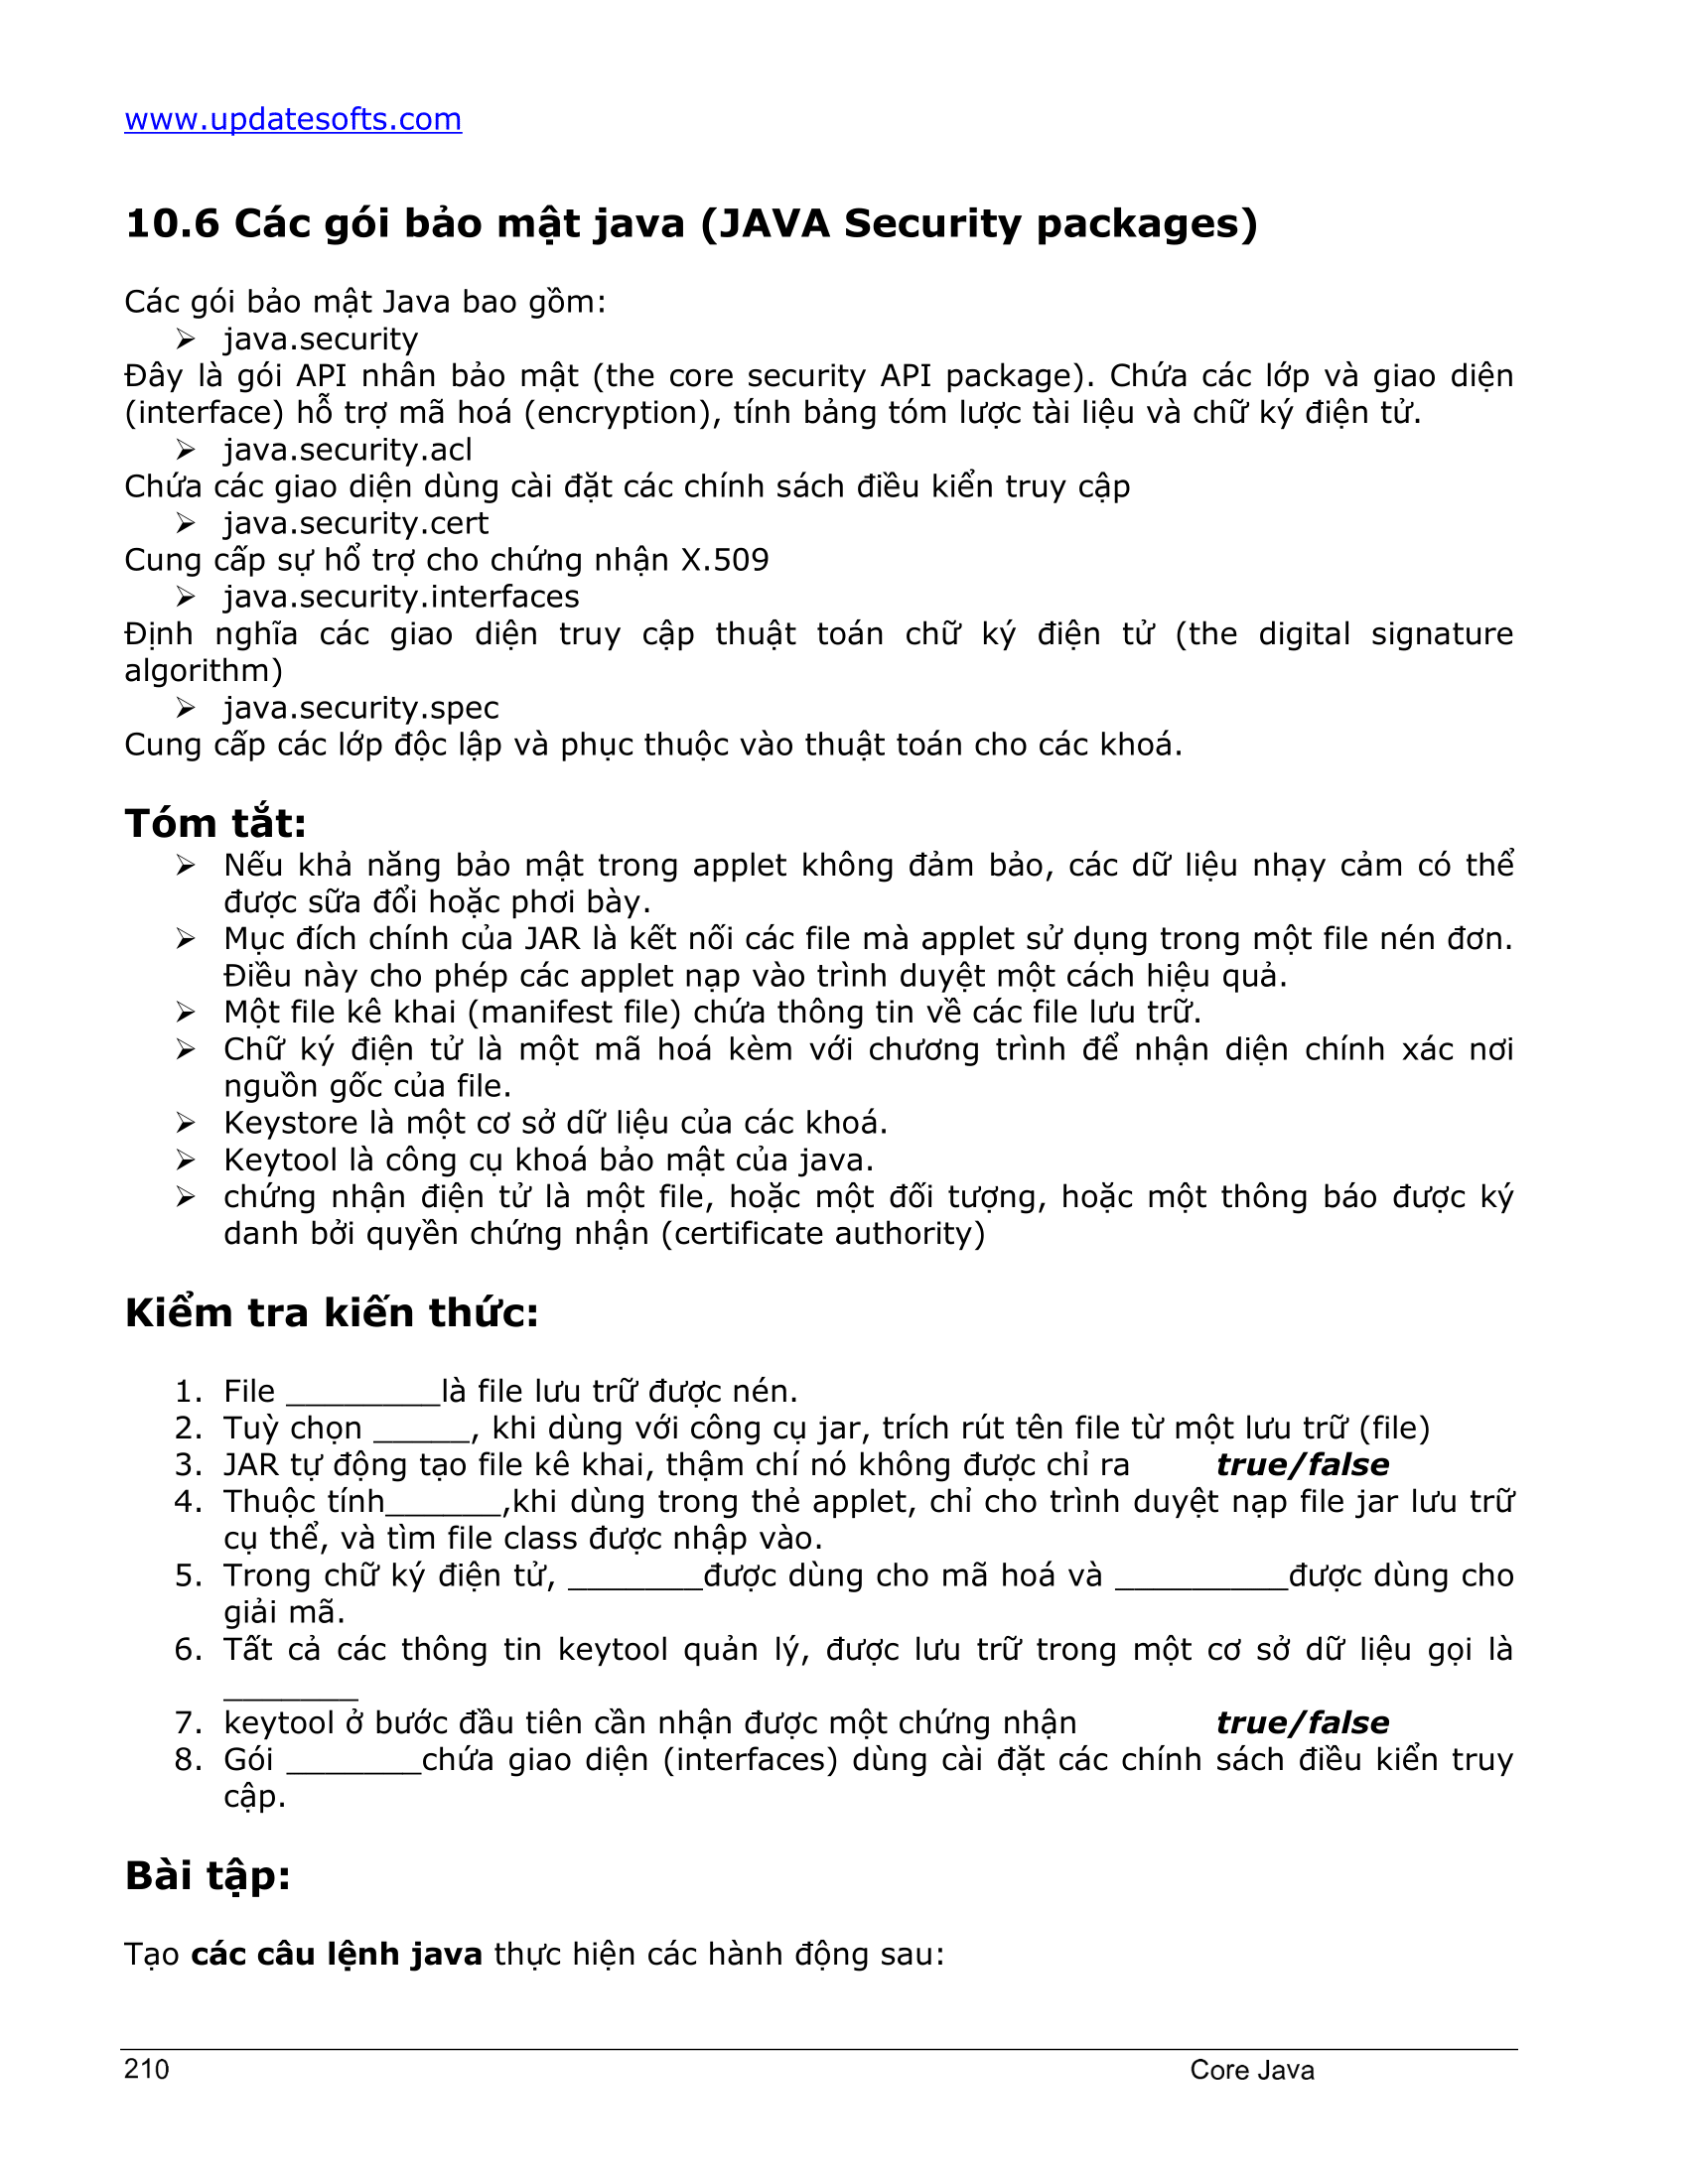 www.updatesofts.com
10.6 Các gói bảo mật java (JAVA Security packages)
Các gói bảo mật Java bao gồm:
➢ java.security
Đây là gói API nhân bảo mật (the core security API package). Chứa các lớp và giao diện
(interface) hỗ trợ mã hoá (encryption), tính bảng tóm lược tài liệu và chữ ký điện tử.
➢ java.security.acl
Chứa các giao diện dùng cài đặt các chính sách điều kiển truy cập
➢ java.security.cert
Cung cấp sự hổ trợ cho chứng nhận X.509
➢ java.security.interfaces
Định nghĩa các giao diện truy cập thuật toán chữ ký điện tử (the digital signature
algorithm)
➢ java.security.spec
Cung cấp các lớp độc lập và phục thuộc vào thuật toán cho các khoá.
Tóm tắt:
➢ Nếu khả năng bảo mật trong applet không đảm bảo, các dữ liệu nhạy cảm có thể
được sữa đổi hoặc phơi bày.
➢ Mục đích chính của JAR là kết nối các file mà applet sử dụng trong một file nén đơn.
Điều này cho phép các applet nạp vào trình duyệt một cách hiệu quả.
➢ Một file kê khai (manifest file) chứa thông tin về các file lưu trữ.
➢ Chữ ký điện tử là một mã hoá kèm với chương trình để nhận diện chính xác nơi
nguồn gốc của file.
➢ Keystore là một cơ sở dữ liệu của các khoá.
➢ Keytool là công cụ khoá bảo mật của java.
➢ chứng nhận điện tử là một file, hoặc một đối tượng, hoặc một thông báo được ký
danh bởi quyền chứng nhận (certificate authority)
Kiểm tra kiến thức:
1. File ________là file lưu trữ được nén.
2. Tuỳ chọn _____, khi dùng với công cụ jar, trích rút tên file từ một lưu trữ (file)
3. JAR tự động tạo file kê khai, thậm chí nó không được chỉ ra true/false
4. Thuộc tính______,khi dùng trong thẻ applet, chỉ cho trình duyệt nạp file jar lưu trữ
cụ thể, và tìm file class được nhập vào.
5. Trong chữ ký điện tử, _______được dùng cho mã hoá và _________được dùng cho
giải mã.
6. Tất cả các thông tin keytool quản lý, được lưu trữ trong một cơ sở dữ liệu gọi là
_______
7. keytool ở bước đầu tiên cần nhận được một chứng nhận true/false
8. Gói _______chứa giao diện (interfaces) dùng cài đặt các chính sách điều kiển truy
cập.
Bài tập:
Tạo các câu lệnh java thực hiện các hành động sau:
210 Core Java